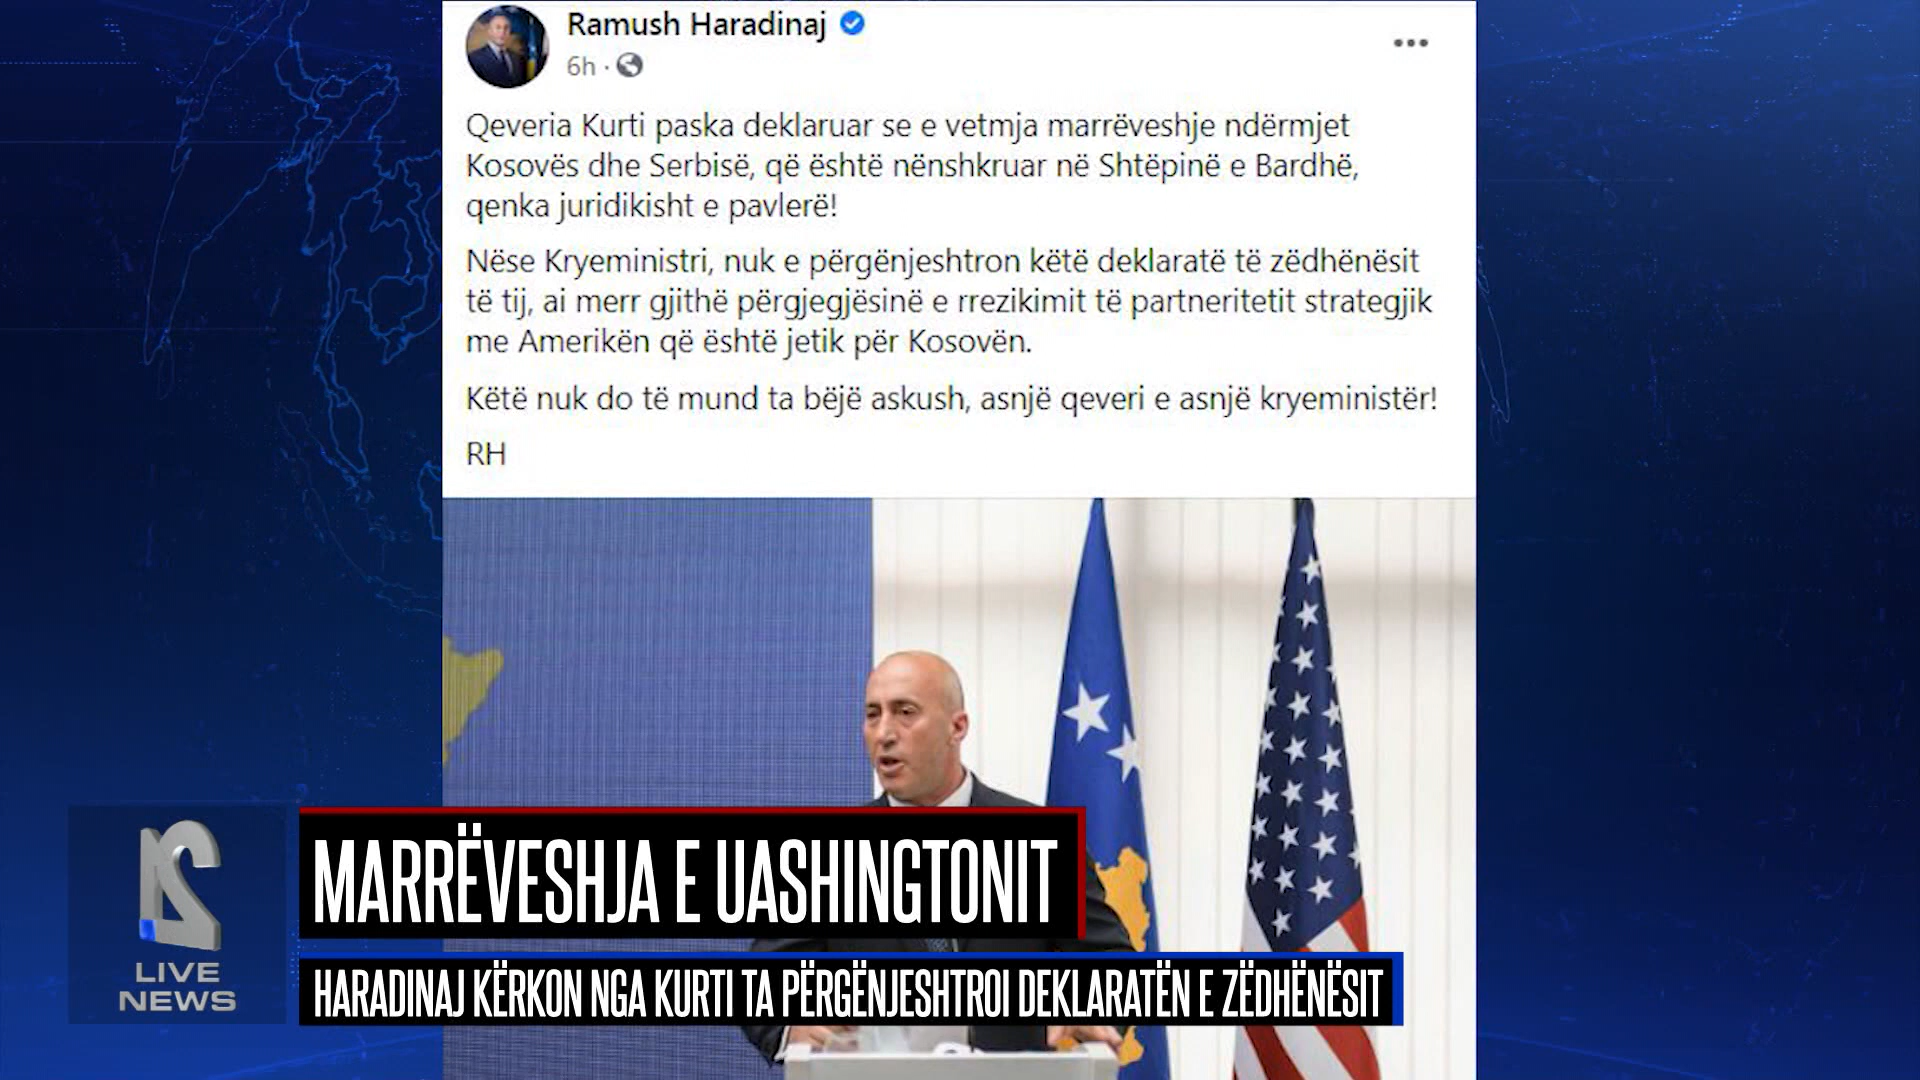 Ramush Haradinaj
6h ·
Qeveria Kurti paska deklaruar se e vetmja marrëveshje ndërmjet
Kosovës dhe Serbisë, që është nënshkruar në Shtëpinë e Bardhë,
qenka juridikisht e pavlerë!
Nëse Kryeministri, nuk e përgënjeshtron këtë deklaratë të zëdhënësit
të tij, ai merr gjithë përgjegjësinë e rrezikimit të partneritetit strategjik
me Amerikën që është jetik për Kosovën.
Këtë nuk do të mund ta bëjë askush, asnjë qeveri e asnjë kryeministër!
RH
MARRËVESHJA E UASHINGTONIT
HARADINAJ KËRKON NGA KURTI TA PËRGËNJESHTROI DEKLARATËN E ZËDHËNËSIT
LIVE
NEWS